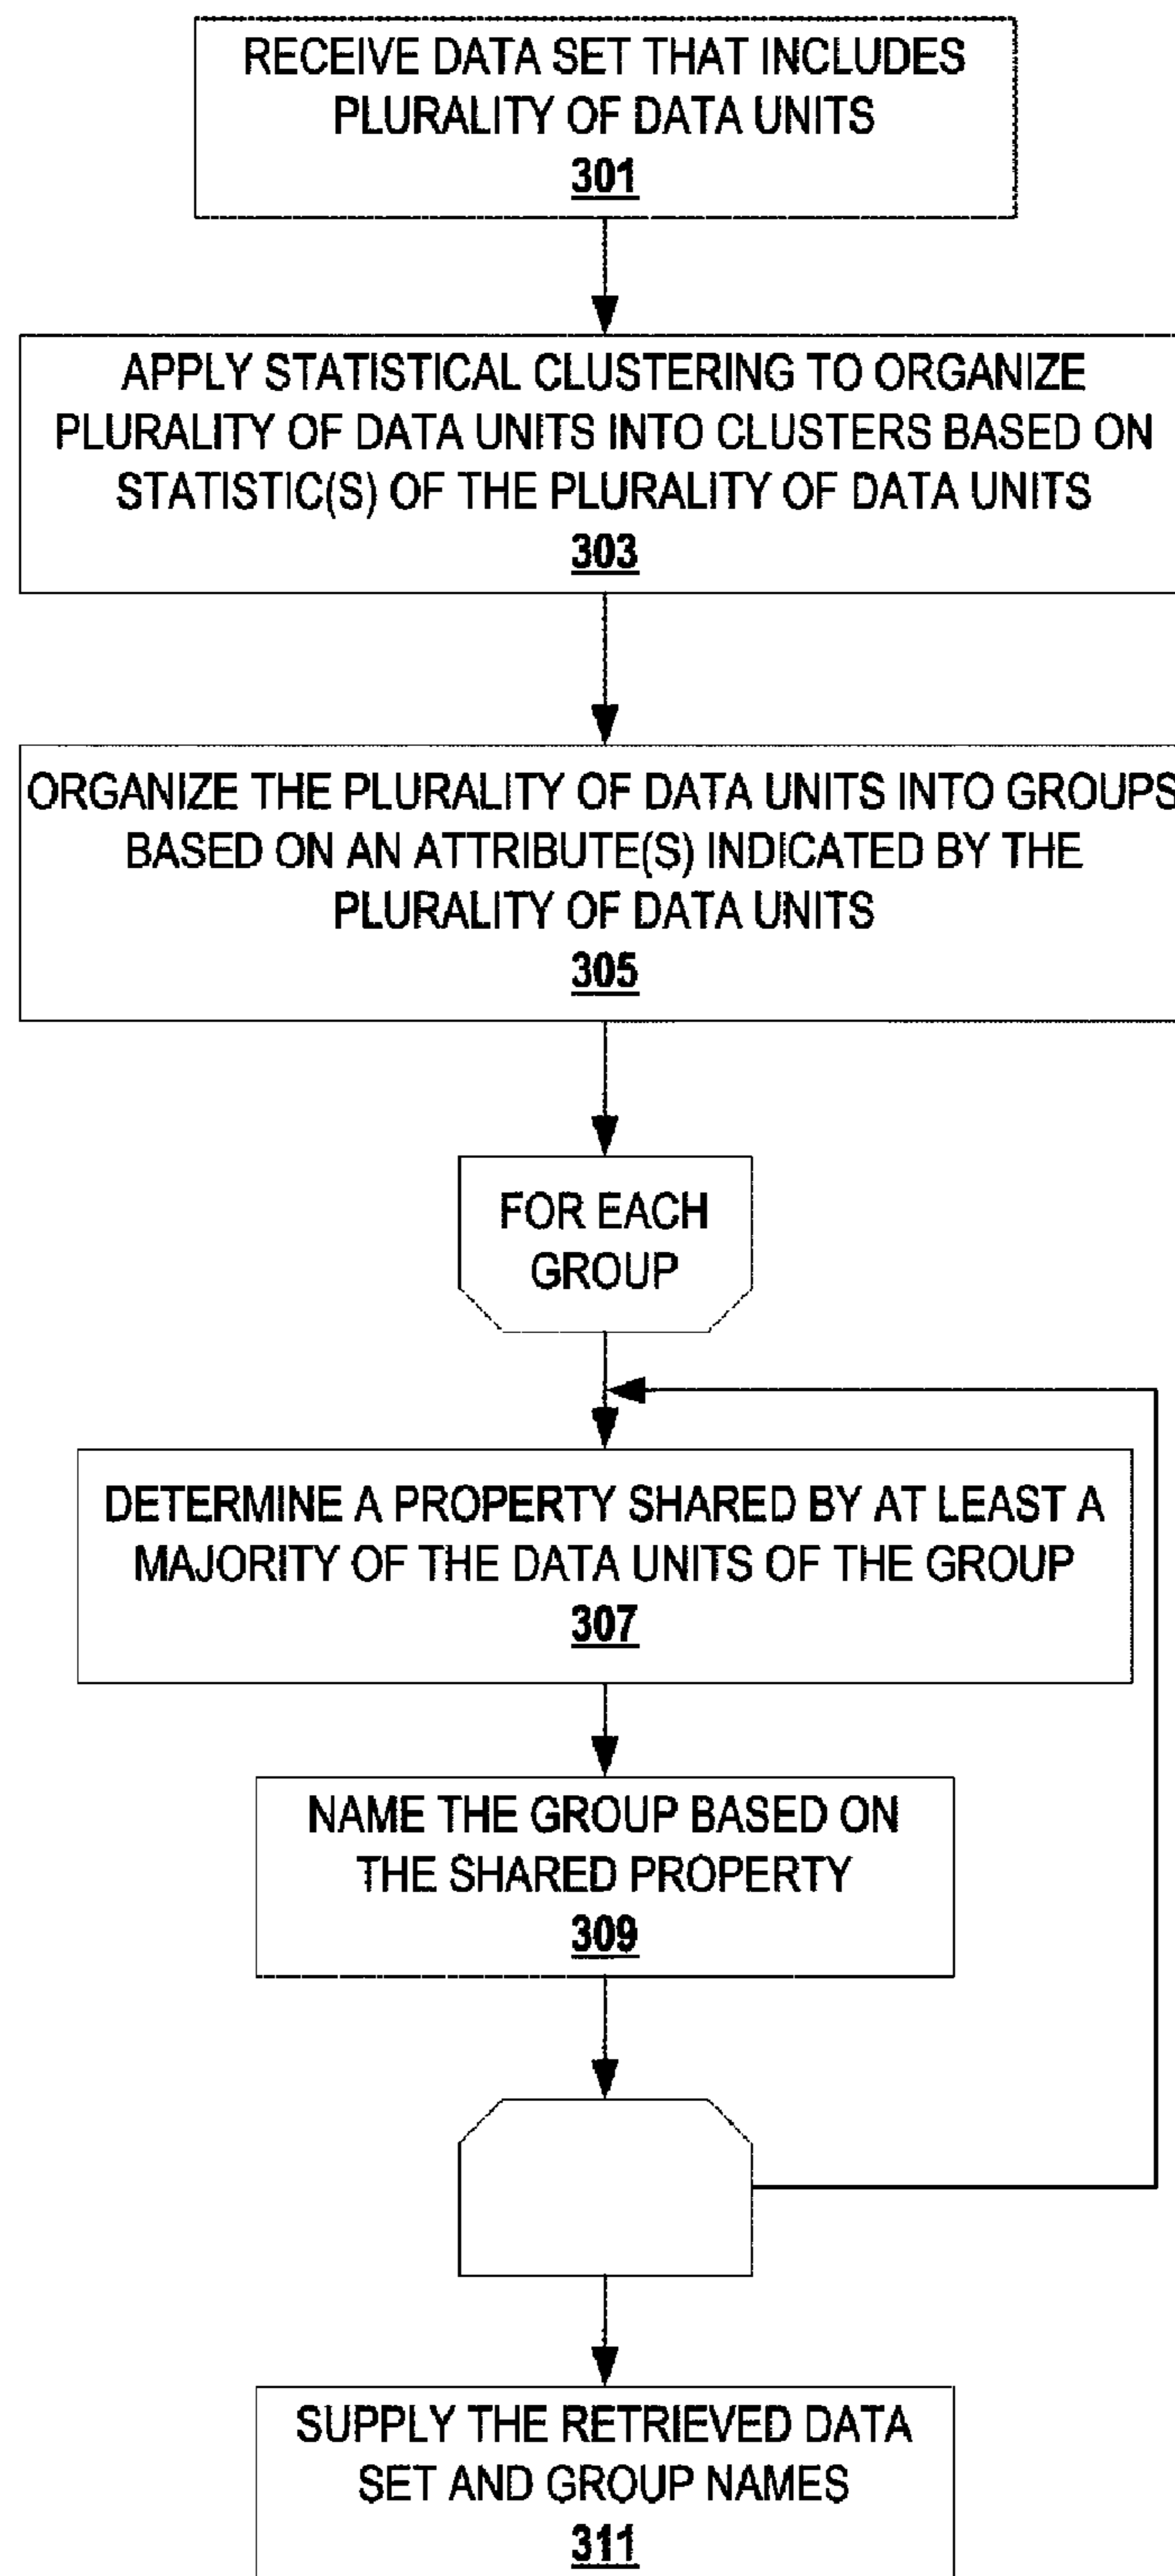 RECEIVE DATA SET THAT INCLUDES
PLURALITY OF DATA UNITS
301
APPLY STATISTICAL CLUSTERING TO ORGANIZE
PLURALITY OF DATA UNITS INTO CLUSTERS BASED ON
STATISTIC(S) OF THE PLURALITY OF DATA UNITS
303
ORGANIZE THE PLURALITY OF DATA UNITS INTO GROUPS
BASED ON AN ATTRIBUTE(S) INDICATED BY THE
PLURALITY OF DATA UNITS
305
FOR EACH
GROUP
DETERMINE A PROPERTY SHARED BY AT LEAST A
MAJORITY OF THE DATA UNITS OF THE GROUP
307
NAME THE GROUP BASED ON
THE SHARED PROPERTY
309
SUPPLY THE RETRIEVED DATA
SET AND GROUP NAMES
311